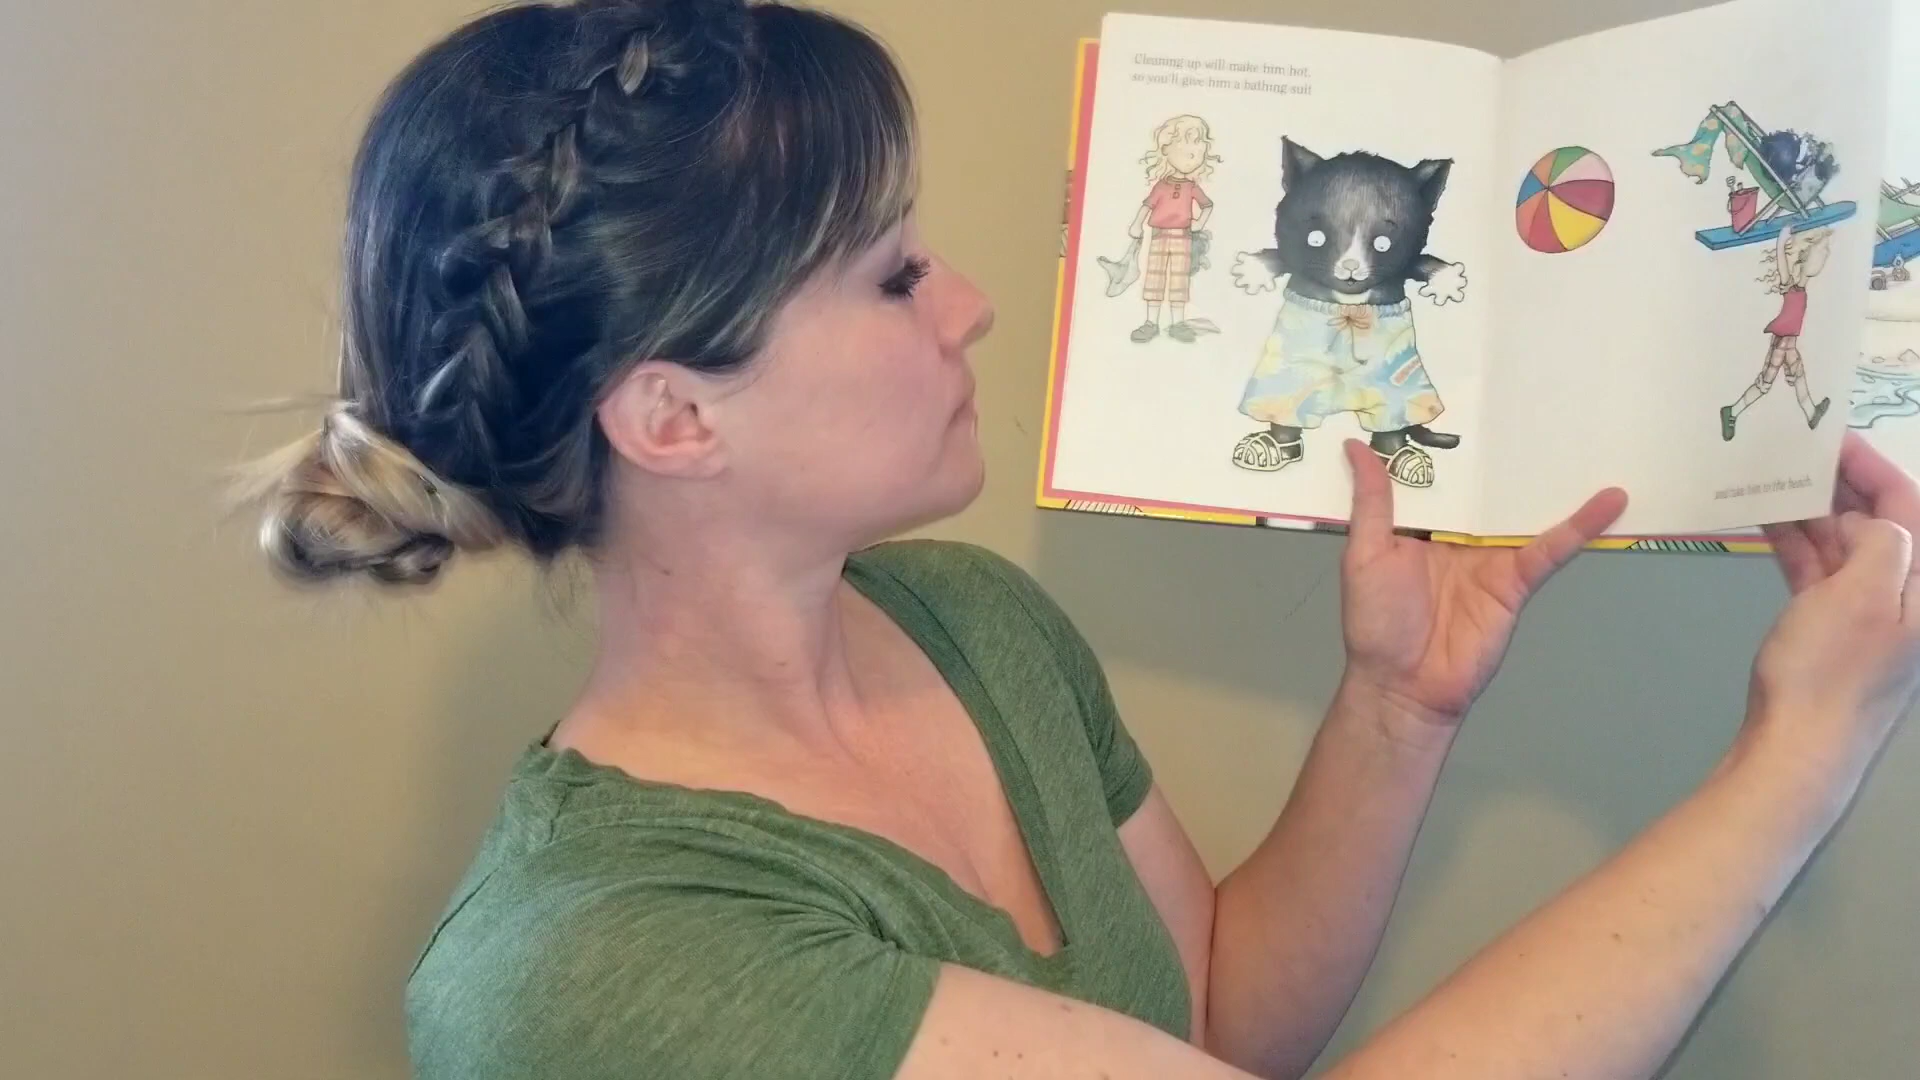 Cleaning up will make him hot,
so you'll give him a bathing suit
and take him to the beach.